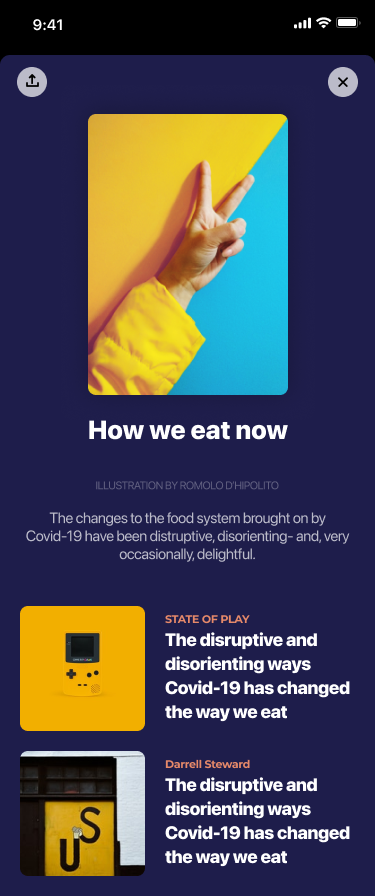 9:41
How we eat now
ILLUSTRATION BY ROMOLO D'HIPOLITO
The changes to the food system brought on by
Covid-19 have been distruptive, disorienting- and, very
occasionally, delightful.
STATE OF PLAY
The disruptive and
disorienting ways
Covid-19 has changed
the way we eat
Darrell Steward
The disruptive and
disorienting ways
Covid-19 has changed
the way we eat
US